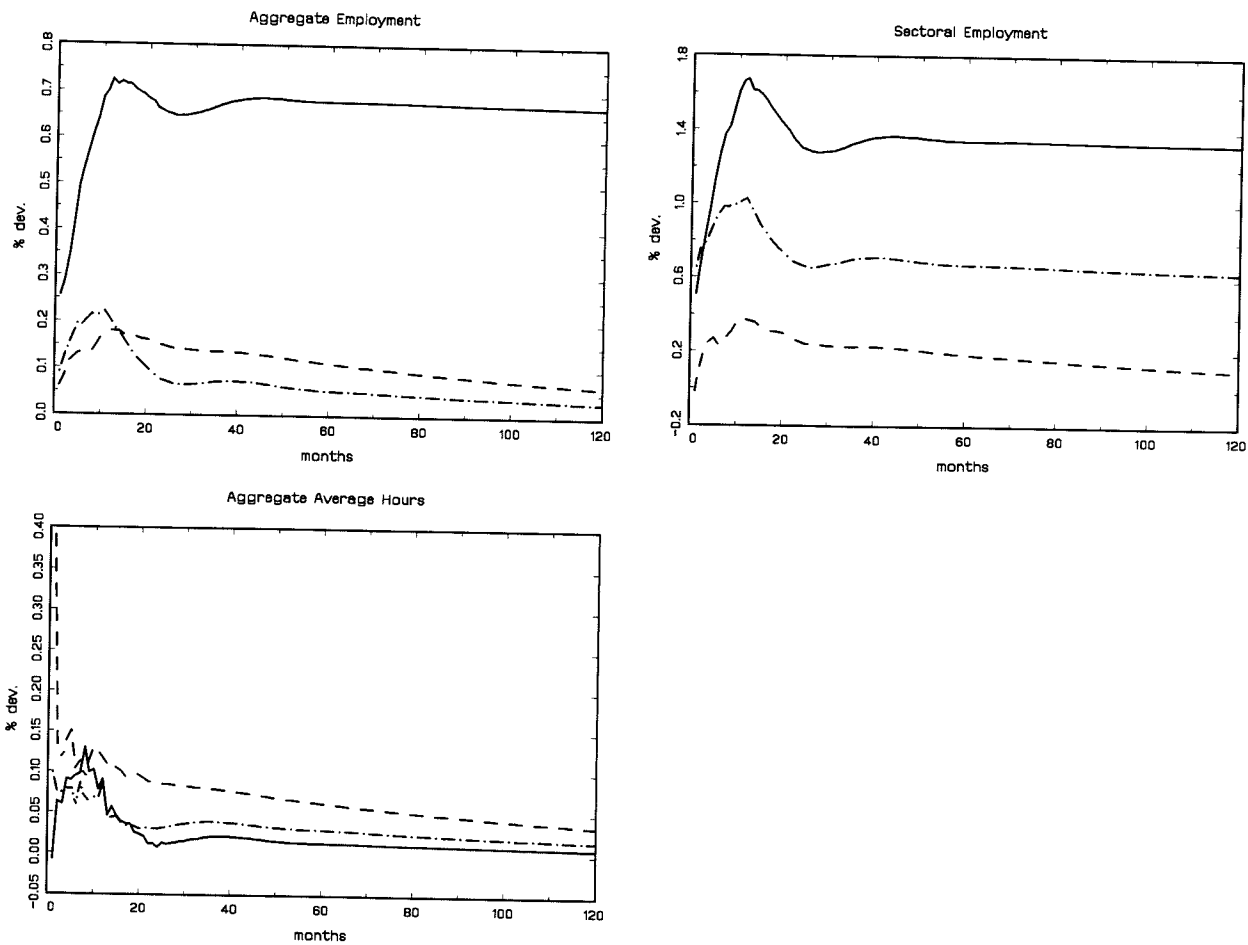 Aggregate Employment
0.8
0.7
0.6
0.5
0.4
0.3
0.2
0.1
0.0
% dev.
0 20 40 60 80 100 120
months
Sectoral Employment
1.8
1.4
1.0
0.6
0.2
-0.2
% dev.
0 20 40 60 80 100 120
months
Aggregate Average Hours
0.40
0.35
0.30
0.25
0.20
0.15
0.10
0.05
0.00
-0.05
% dev.
0 20 40 60 80 100 120
months